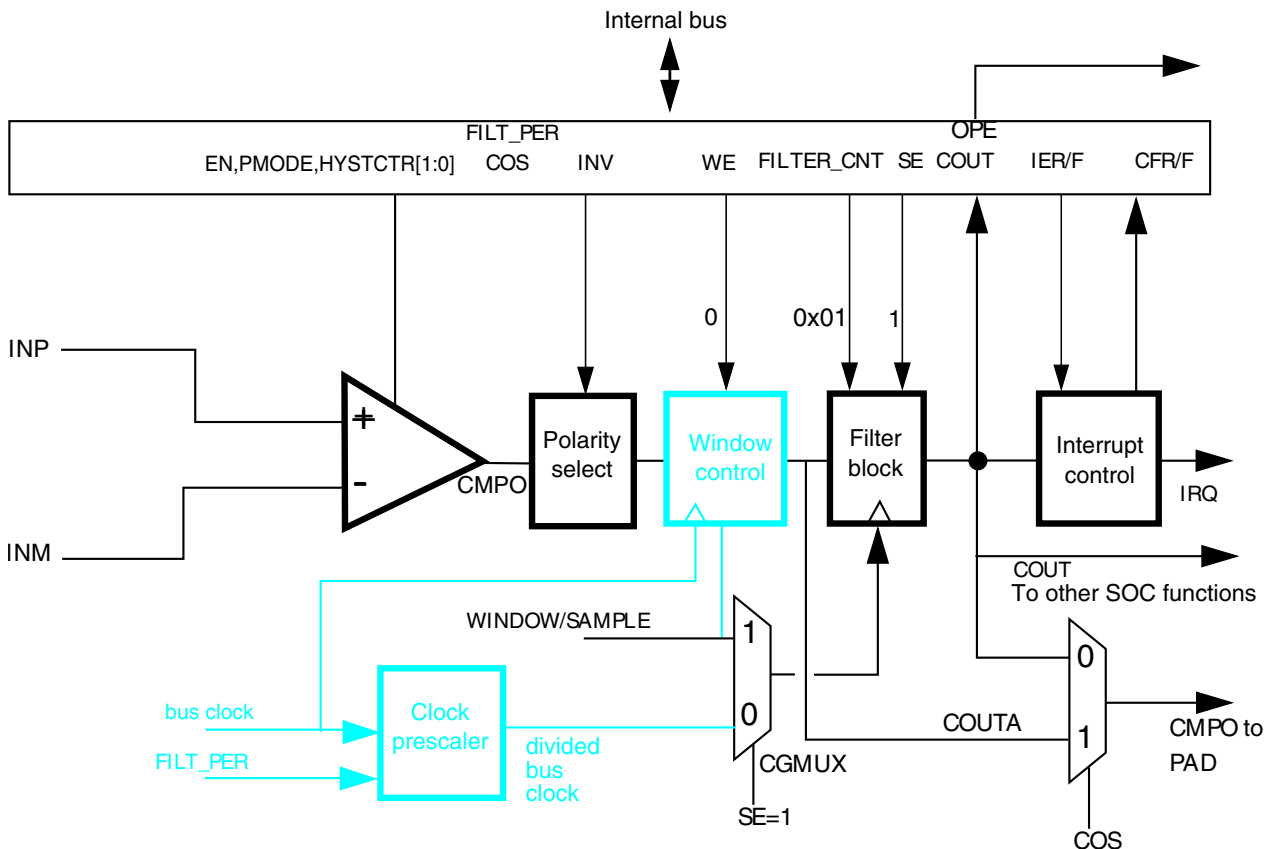 Internal bus
FILT_PER
OPE
EN,PMODE,HYSTCTR[1:0]
COS
INV
WE
FILTER_CNT
SE
COUT
IER/F
CFR/F
0
0x01
1
INP
+
-
INM
CMPO
Polarity
select
Window
control
Filter
block
Interrupt
control
IRQ
COUT
To other SOC functions
WINDOW/SAMPLE
1
0
CGMUX
SE=1
bus clock
FILT_PER
Clock
prescaler
divided
bus
clock
COUTA
0
1
CMPO to
PAD
COS